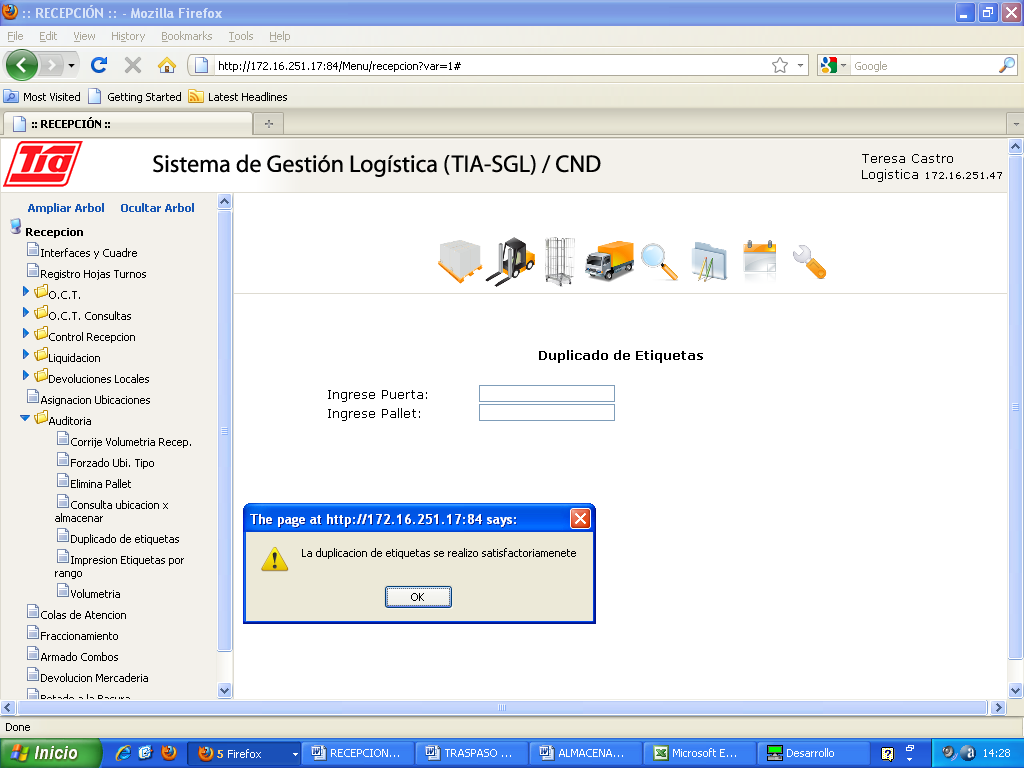 :: RECEPCIÓN :: - Mozilla Firefox
File Edit View History Bookmarks Tools Help
http://172.16.251.17:84/Menu/recepcion?var=1#
Google
Most Visited Getting Started Latest Headlines
:: RECEPCIÓN ::
Tia
Sistema de Gestión Logística (TIA-SGL) / CND
Teresa Castro
Logistica 172.16.251.47
Ampliar Arbol Ocultar Arbol
Recepcion
Interfaces y Cuadre
Registro Hojas Turnos
O.C.T.
O.C.T. Consultas
Control Recepcion
Liquidacion
Devoluciones Locales
Asignacion Ubicaciones
Auditoria
Corrije Volumetria Recep.
Forzado Ubi. Tipo
Elimina Pallet
Consulta ubicacion x
almacenar
Duplicado de etiquetas
Impresion Etiquetas por
rango
Volumetria
Colas de Atencion
Fraccionamiento
Armado Combos
Devolucion Mercaderia
Duplicado de Etiquetas
Ingrese Puerta:
Ingrese Pallet:
The page at http://172.16.251.17:84 says:
La duplicacion de etiquetas se realizo satisfactoriamenete
OK
Done
Inicio
5 Firefox
RECEPCION...
TRASPASO ...
ALMACENA...
Microsoft E...
Desarrollo
14:28